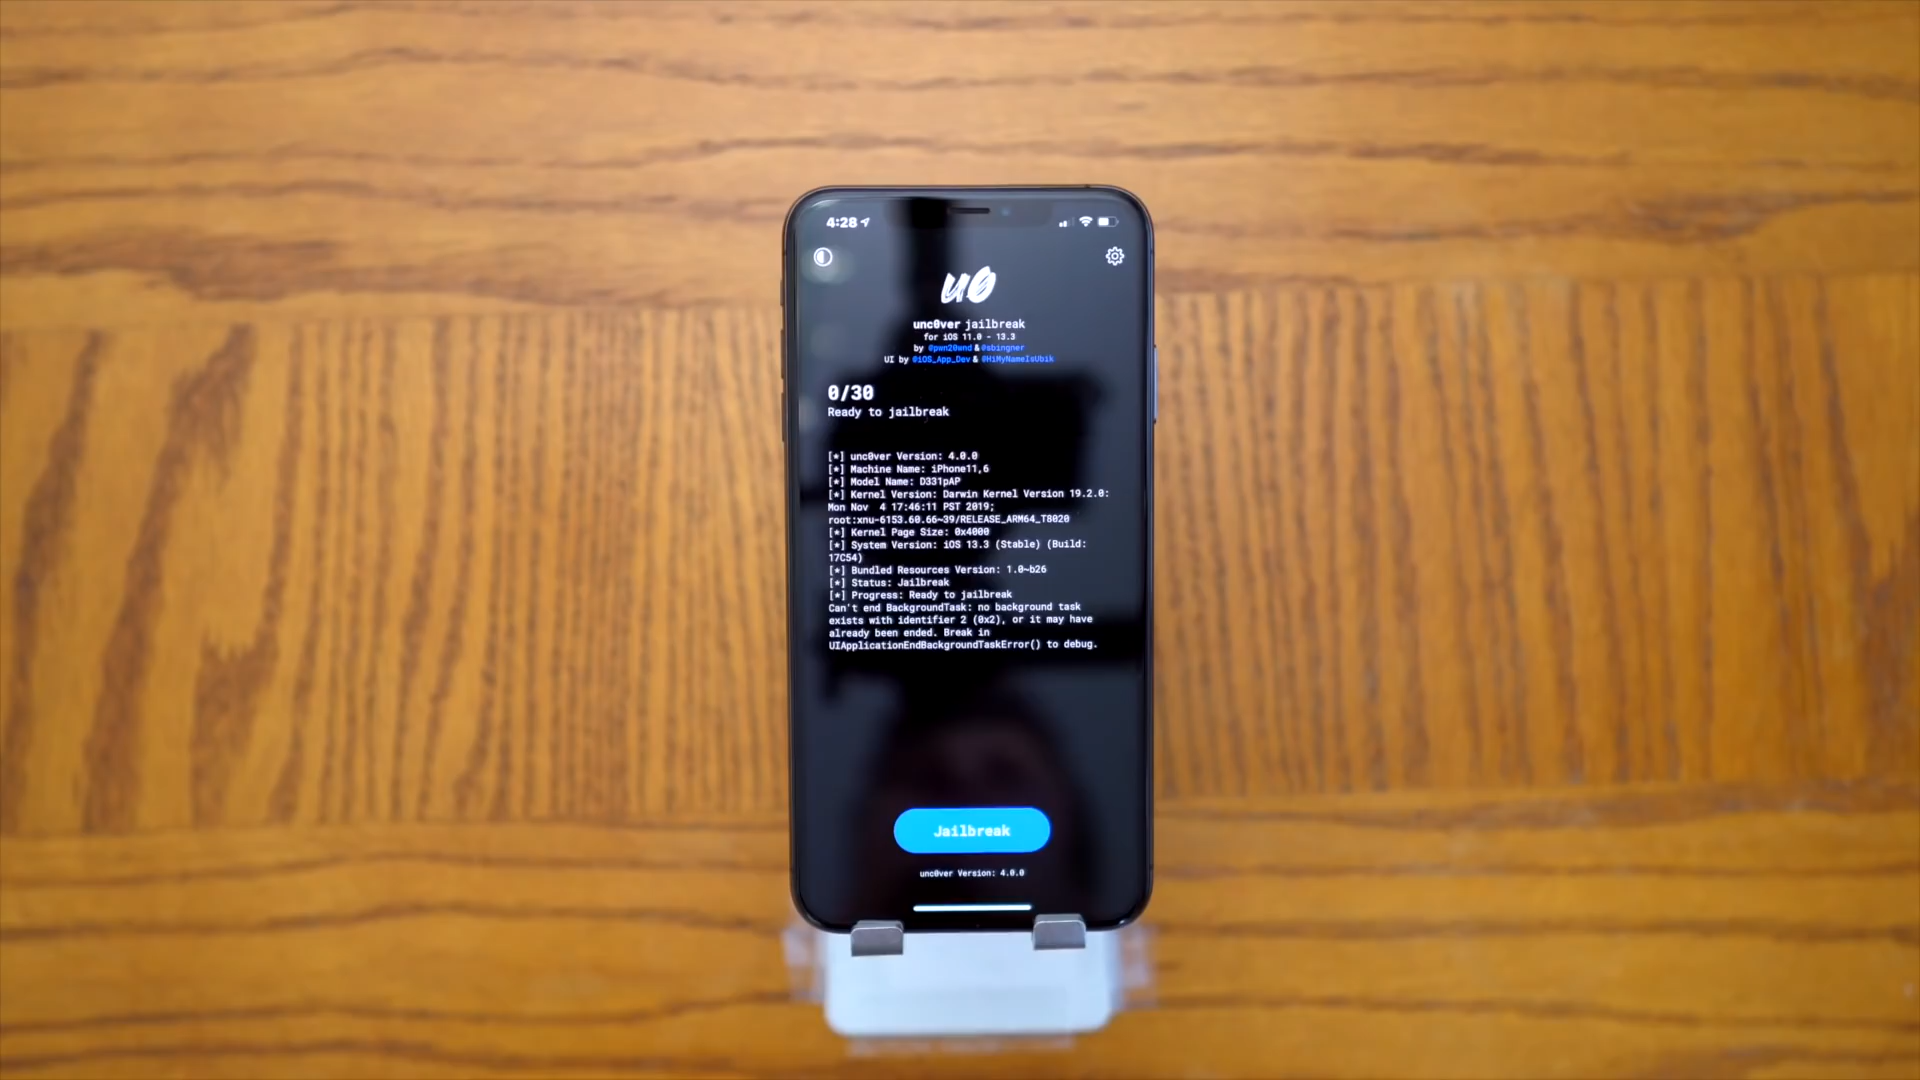 4:28
u0
unc0ver jailbreak
for iOS 11.0 - 13.3
by @pwn20wnd & @sbingner
UI by @iOS_App_Dev & @HiMyNameIsUbik
0/30
Ready to jailbreak
[*] unc0ver Version: 4.0.0
[*] Machine Name: iPhone11,6
[*] Model Name: D331pAP
[*] Kernel Version: Darwin Kernel Version 19.2.0:
Mon Nov  4 17:46:11 PST 2019;
root:xnu-6153.60.66~39/RELEASE_ARM64_T8020
[*] Kernel Page Size: 0x4000
[*] System Version: iOS 13.3 (Stable) (Build:
17C54)
[*] Bundled Resources Version: 1.0~b26
[*] Status: Jailbreak
[*] Progress: Ready to jailbreak
Can't end BackgroundTask: no background task
exists with identifier 2 (0x2), or it may have
already been ended. Break in
UIApplicationEndBackgroundTaskError() to debug.
Jailbreak
unc0ver Version: 4.0.0